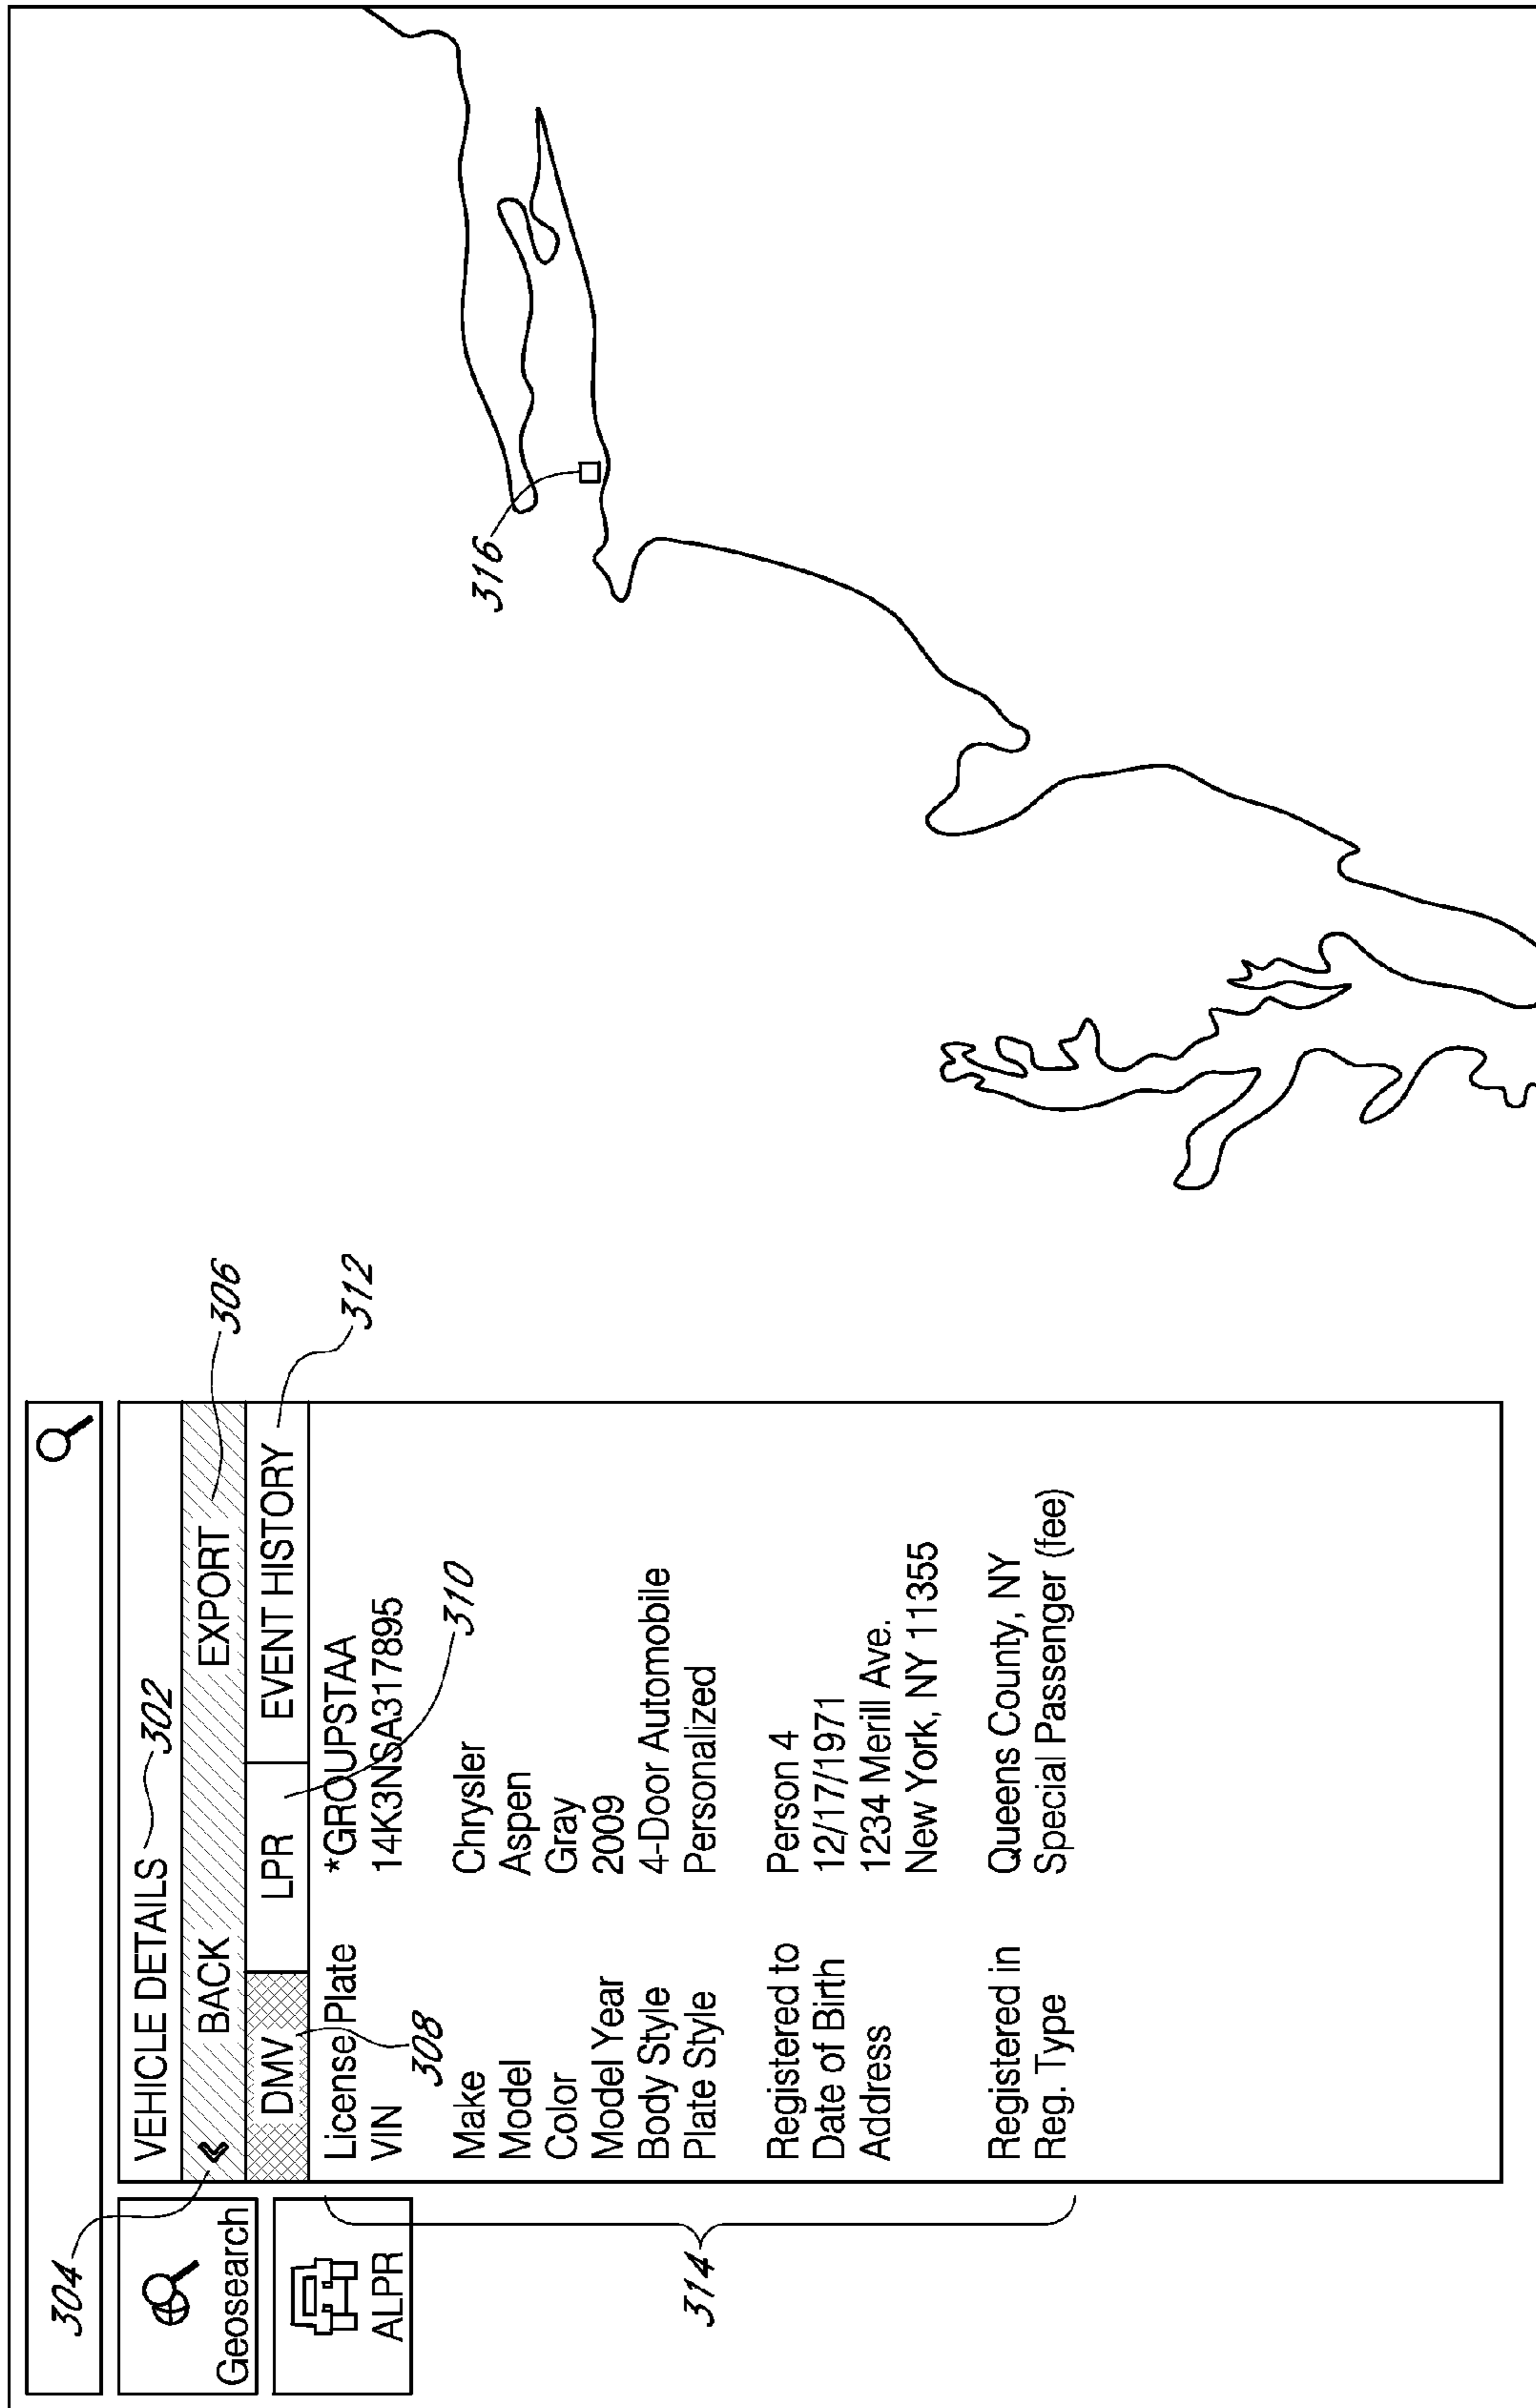 304
VEHICLE DETAILS 302
Geosearch
« BACK EXPORT 306
DMV LPR EVENT HISTORY 312
ALPR
License Plate *GROUPSTAA
VIN 14K3NSA317895
308
310
Make Chrysler
Model Aspen
Color Gray
Model Year 2009
Body Style 4-Door Automobile
Plate Style Personalized
314
Registered to Person 4
Date of Birth 12/17/1971
Address 1234 Merill Ave.
New York, NY 11355
Registered in Queens County, NY
Reg. Type Special Passenger (fee)
316